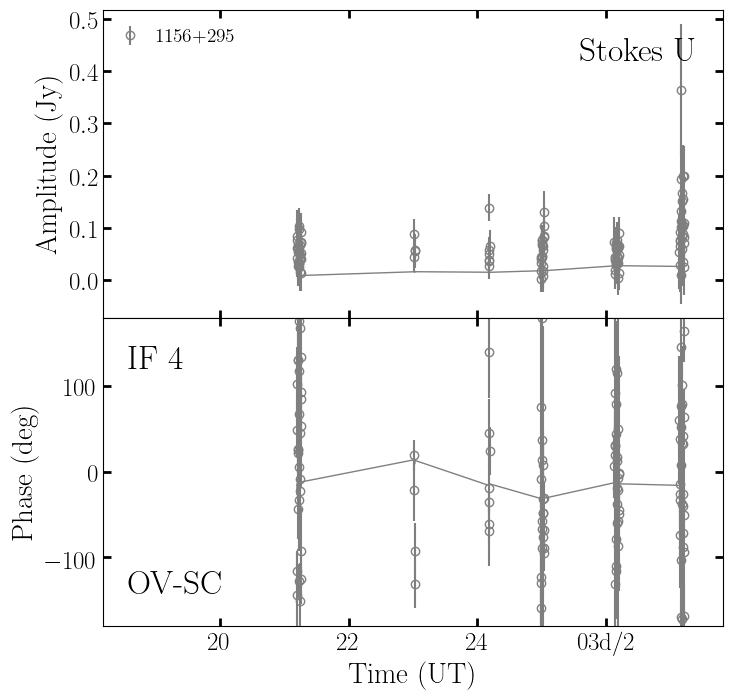 1156+295
Stokes U
0.5
0.4
0.3
0.2
0.1
0.0
Amplitude (Jy)
IF 4
100
0
−100
Phase (deg)
OV-SC
20 22 24 03d/2
Time (UT)